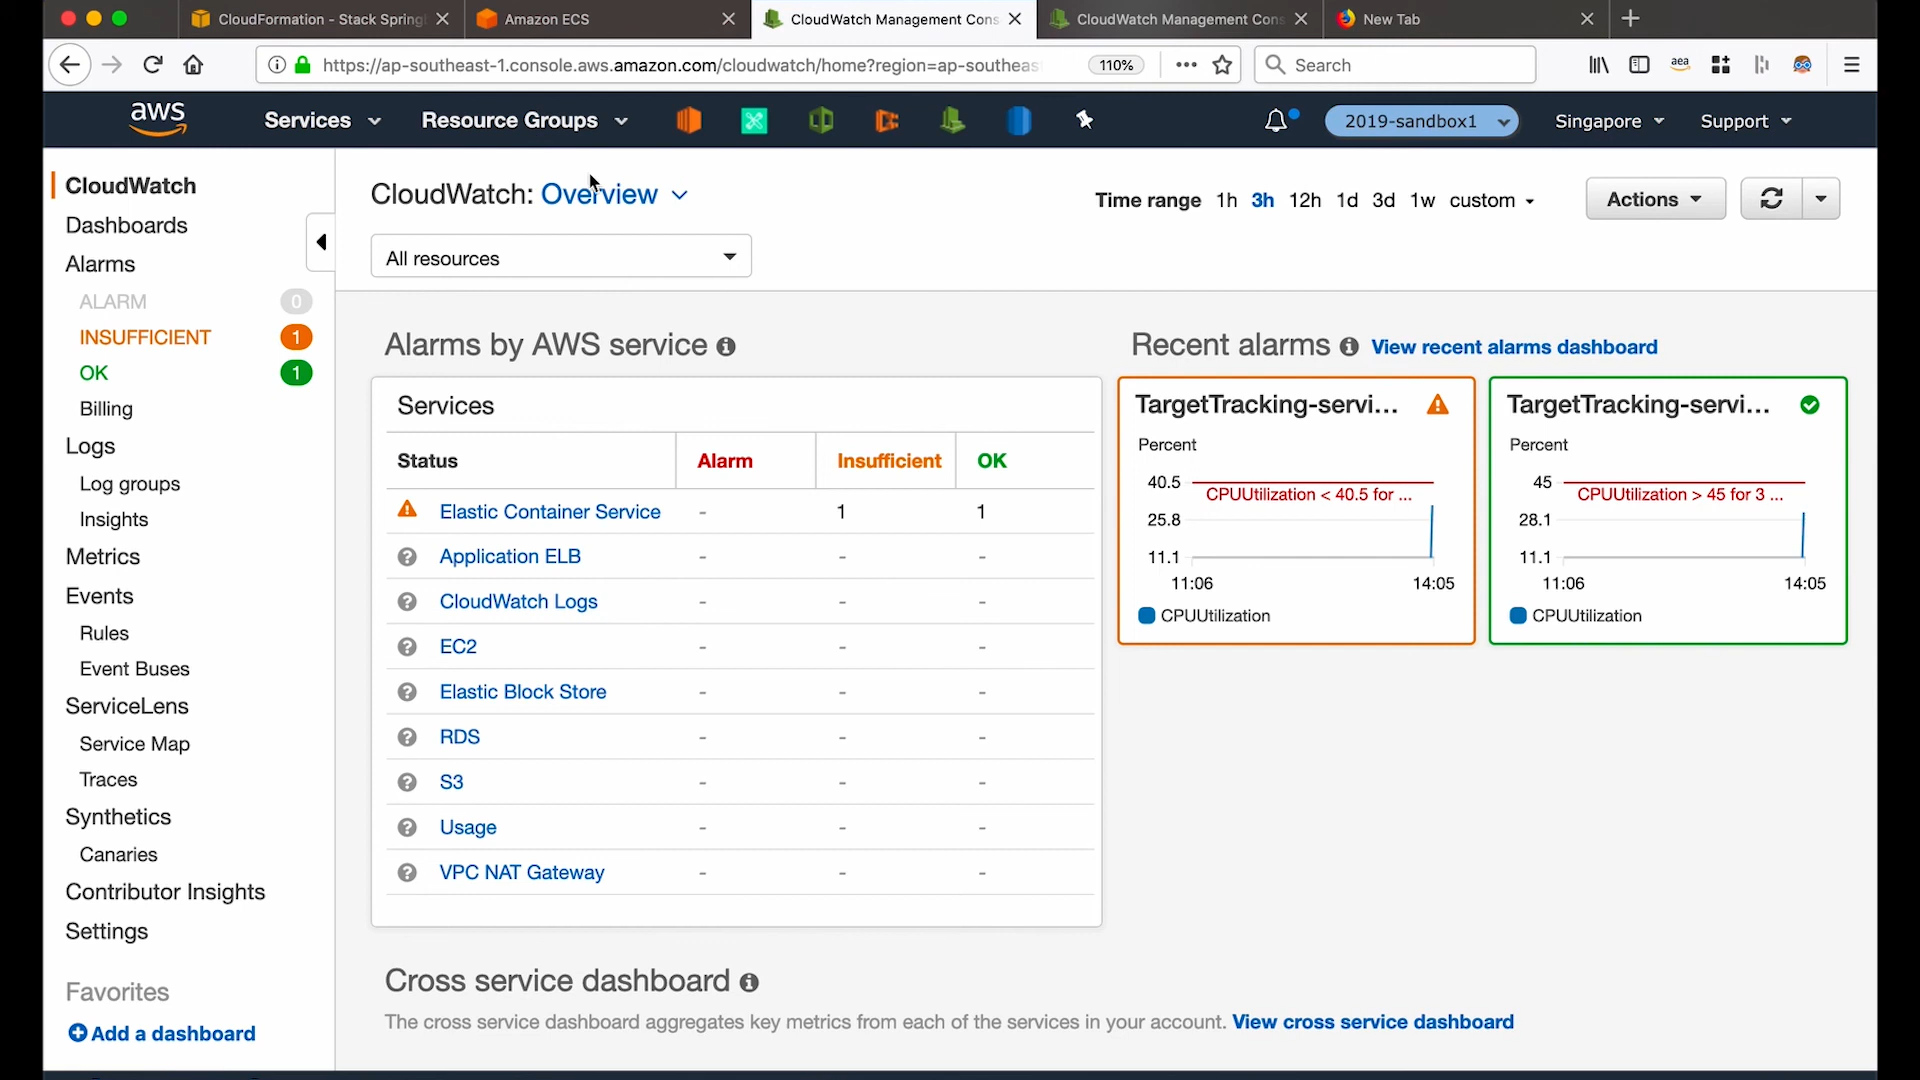 CloudFormation - Stack Spring
Amazon ECS
CloudWatch Management Cons
CloudWatch Management Cons
New Tab
https://ap-southeast-1.console.aws.amazon.com/cloudwatch/home?region=ap-southeas
110%
Search
aea
aws
Services
Resource Groups
2019-sandbox1
Singapore
Support
CloudWatch
Dashboards
Alarms
ALARM 0
INSUFFICIENT 1
OK 1
Billing
Logs
Log groups
Insights
Metrics
Events
Rules
Event Buses
ServiceLens
Service Map
Traces
Synthetics
Canaries
Contributor Insights
Settings
Favorites
Add a dashboard
CloudWatch: Overview
Time range 1h 3h 12h 1d 3d 1w custom
Actions
All resources
Alarms by AWS service
Services
Status Alarm Insufficient OK
Elastic Container Service - 1 1
Application ELB - - -
CloudWatch Logs - - -
EC2 - - -
Elastic Block Store - - -
RDS - - -
S3 - - -
Usage - - -
VPC NAT Gateway - - -
Recent alarms View recent alarms dashboard
TargetTracking-servi...
Percent
40.5
CPUUtilization < 40.5 for ...
25.8
11.1
11:06 14:05
CPUUtilization
TargetTracking-servi...
Percent
45
CPUUtilization > 45 for 3 ...
28.1
11.1
11:06 14:05
CPUUtilization
Cross service dashboard
The cross service dashboard aggregates key metrics from each of the services in your account. View cross service dashboard